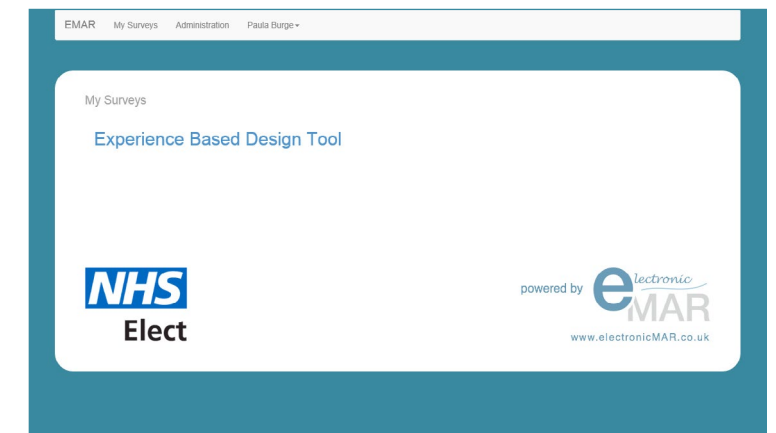 EMAR My Surveys Administration Paula Burge
My Surveys
Experience Based Design Tool
NHS
Elect
powered by electronic
eMAR
www.electronicMAR.co.uk